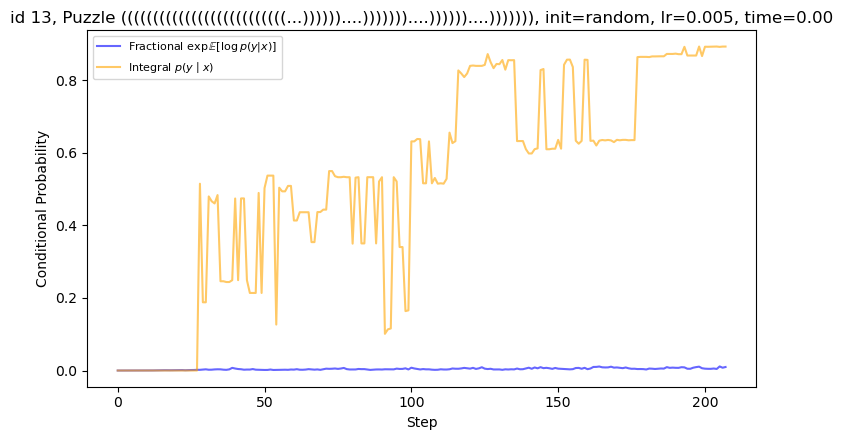 id 13, Puzzle ((((((((((((((((((((((((((...))))))....)))))))....))))))....))))))), init=random, lr=0.005, time=0.00
Fractional exp𝔼[log p(y|x)]
Integral p(y | x)
Conditional Probability
0.8
0.6
0.4
0.2
0.0
0 50 100 150 200
Step